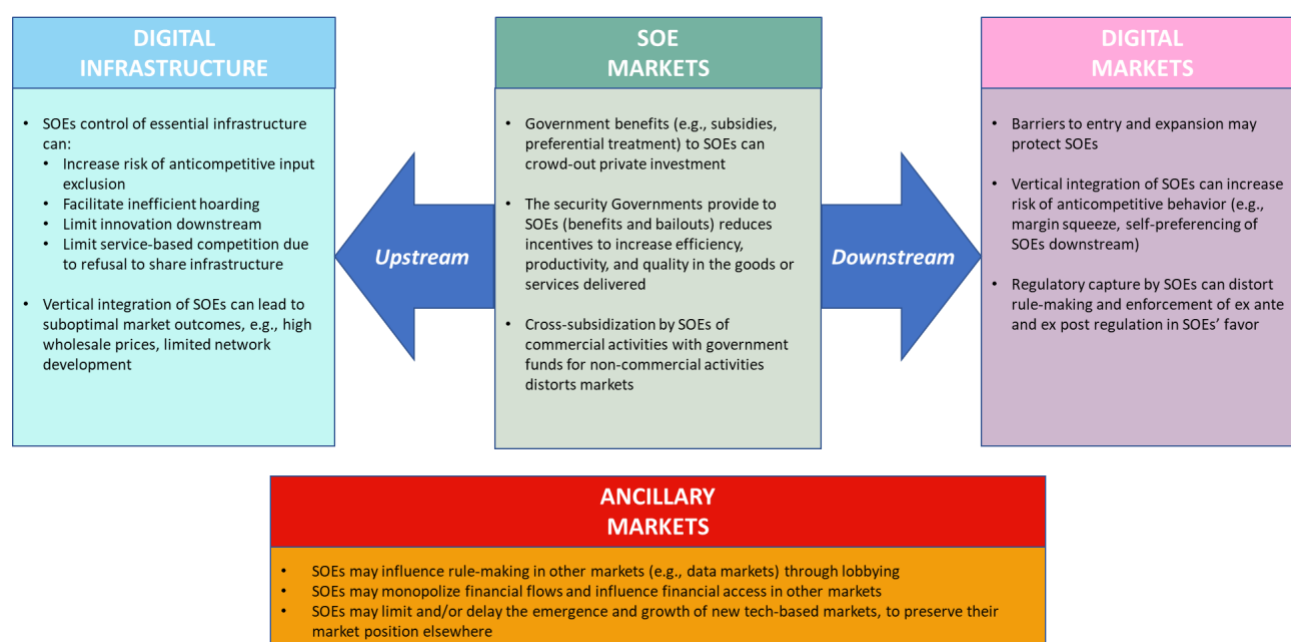 DIGITAL
INFRASTRUCTURE
• SOEs control of essential infrastructure
can:
• Increase risk of anticompetitive input
exclusion
• Facilitate inefficient hoarding
• Limit innovation downstream
• Limit service-based competition due
to refusal to share infrastructure
• Vertical integration of SOEs can lead to
suboptimal market outcomes, e.g., high
wholesale prices, limited network
development
Upstream
SOE
MARKETS
• Government benefits (e.g., subsidies,
preferential treatment) to SOEs can
crowd-out private investment
• The security Governments provide to
SOEs (benefits and bailouts) reduces
incentives to increase efficiency,
productivity, and quality in the goods or
services delivered
• Cross-subsidization by SOEs of
commercial activities with government
funds for non-commercial activities
distorts markets
Downstream
DIGITAL
MARKETS
• Barriers to entry and expansion may
protect SOEs
• Vertical integration of SOEs can increase
risk of anticompetitive behavior (e.g.,
margin squeeze, self-preferencing of
SOEs downstream)
• Regulatory capture by SOEs can distort
rule-making and enforcement of ex ante
and ex post regulation in SOEs’ favor
ANCILLARY
MARKETS
• SOEs may influence rule-making in other markets (e.g., data markets) through lobbying
• SOEs may monopolize financial flows and influence financial access in other markets
• SOEs may limit and/or delay the emergence and growth of new tech-based markets, to preserve their
market position elsewhere